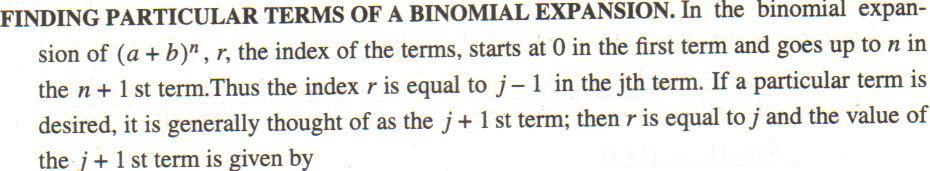 FINDING PARTICULAR TERMS OF A BINOMIAL EXPANSION. In the binomial expan-
sion of (a + b)ⁿ , r, the index of the terms, starts at 0 in the first term and goes up to n in
the n + 1 st term.Thus the index r is equal to j – 1 in the jth term. If a particular term is
desired, it is generally thought of as the j + 1 st term; then r is equal to j and the value of
the j + 1 st term is given by